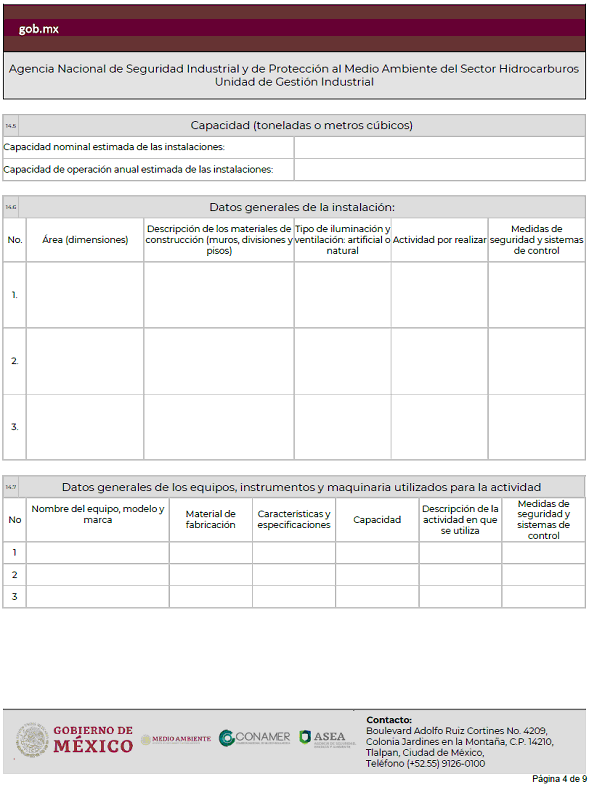 gob.mx
Agencia Nacional de Seguridad Industrial y de Protección al Medio Ambiente del Sector Hidrocarburos
Unidad de Gestión Industrial
14.5 Capacidad (toneladas o metros cúbicos)
Capacidad nominal estimada de las instalaciones:
Capacidad de operación anual estimada de las instalaciones:
14.6 Datos generales de la instalación:
No. Área (dimensiones) Descripción de los materiales de construcción (muros, divisiones y pisos) Tipo de iluminación y ventilación: artificial o natural Actividad por realizar Medidas de seguridad y sistemas de control
1.
2.
3.
14.7 Datos generales de los equipos, instrumentos y maquinaria utilizados para la actividad
No Nombre del equipo, modelo y marca Material de fabricación Características y especificaciones Capacidad Descripción de la actividad en que se utiliza Medidas de seguridad y sistemas de control
1
2
3
GOBIERNO DE
MÉXICO
MEDIO AMBIENTE
CONAMER
ASEA
Contacto:
Boulevard Adolfo Ruiz Cortines No. 4209,
Colonia Jardines en la Montaña, C.P. 14210,
Tlalpan, Ciudad de México,
Teléfono (+52.55) 9126-0100
Página 4 de 9